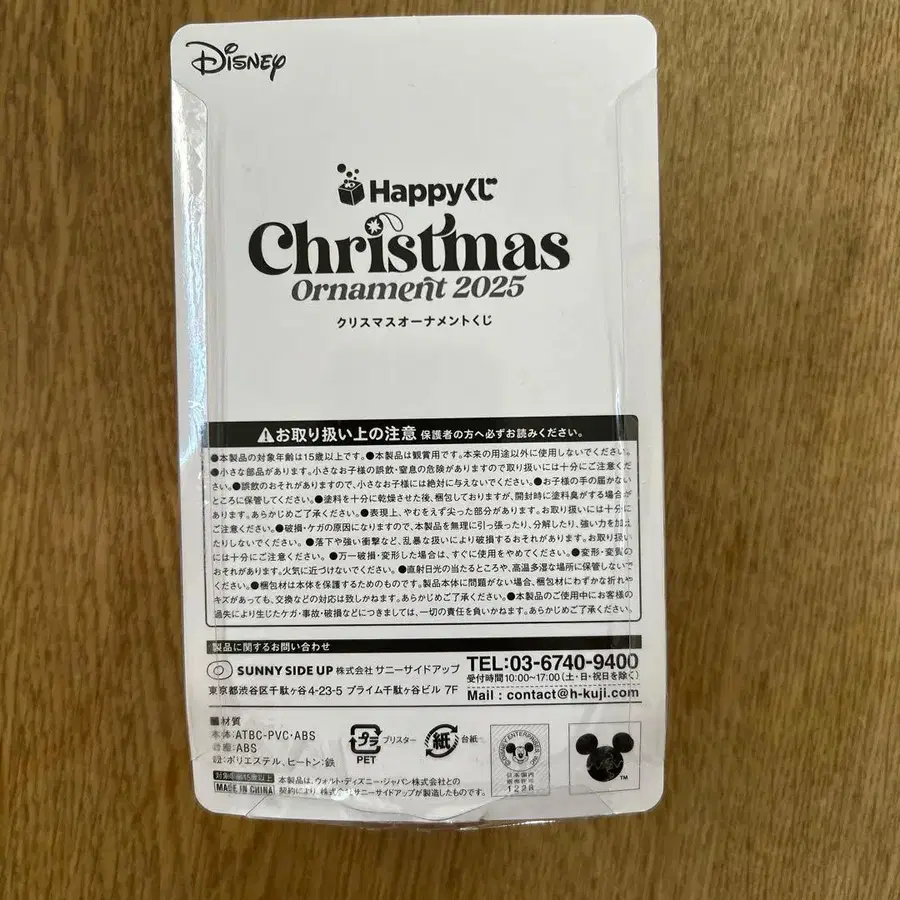 Disney
Happyくじ
Christmas
Ornament 2025
クリスマスオーナメントくじ
⚠お取り扱い上の注意 保護者の方へ必ずお読みください。
●本製品の対象年齢は15歳以上です。●本製品は観賞用です。本来の用途以外に使用しないでください。
●小さな部品があります。小さなお子様の誤飲・窒息の危険がありますので取り扱いには十分にご注意くださ
い。●誤飲のおそれがありますので、小さなお子様には絶対に与えないでください。●お子様の手の届かない
ところに保管してください。●塗料を十分に乾燥させた後、梱包しておりますが、開封時に塗料臭がする場合が
あります。あらかじめご了承ください。●表現上、やむをえず尖った部分があります。お取り扱いには十分に
ご注意ください。●破損・ケガの原因になりますので、本製品を無理に引っ張ったり、分解したり、強い力を加え
たりしないでください。●落下や強い衝撃など、乱暴な扱いにより破損するおそれがあります。お取り扱い
には十分にご注意ください。●万一破損・変形した場合は、すぐに使用をやめてください。●変形・変質の
おそれがあります。火気に近づけないでください。●直射日光の当たるところや、高温多湿な場所に保管しないで
ください。●梱包材は本体を保護するためのものです。製品本体に問題がない場合、梱包材にわずかな折れや
キズがあっても、交換などの対応は致しかねます。あらかじめご了承ください。●本製品のご使用中にお客様の
過失により生じたケガ・事故・破損などにつきましては、一切の責任を負いかねます。あらかじめご了承ください。
製品に関するお問い合わせ
SUNNY SIDE UP 株式会社 サニーサイドアップ
東京都渋谷区千駄ヶ谷4-23-5 プライム千駄ヶ谷ビル 7F
TEL:03-6740-9400
受付時間10:00~17:00(土・日・祝日を除く)
Mail : contact@h-kuji.com
■材質
本体:ATBC-PVC・ABS
台座:ABS
紐:ポリエステル、ヒートン:鉄
プラ ブリスター
PET
紙 台紙
対象年齢15歳以上
MADE IN CHINA
本製品は、ウォルト・ディズニー・ジャパン株式会社との
契約により、株式会社サニーサイドアップが製造したものです。
©DISNEY ENTERPRISES, INC.
日本国内
販売許可
1228
TM